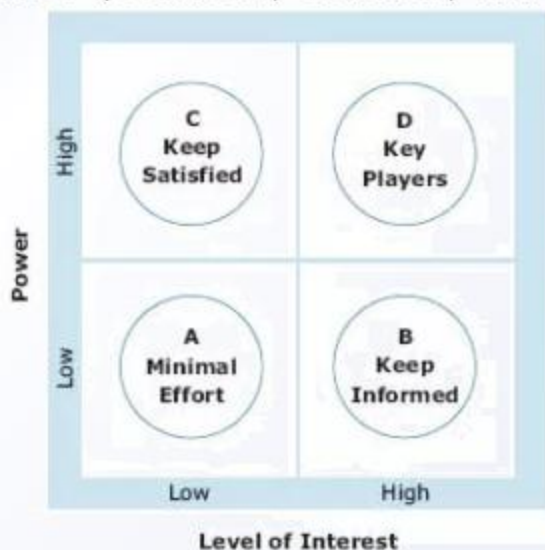 C
Keep
Satisfied
D
Key
Players
High
Power
A
Minimal
Effort
B
Keep
Informed
Low
Low
High
Level of Interest